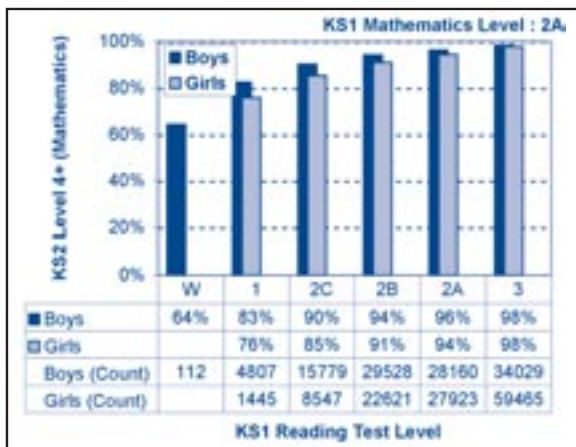 KS1 Mathematics Level : 2A
KS2 Level 4+ (Mathematics)
100%
80%
60%
40%
20%
0%
Boys
Girls
W 1 2C 2B 2A 3
Boys 64% 83% 90% 94% 96% 98%
Girls 76% 85% 91% 94% 98%
Boys (Count) 112 4807 15779 29528 28160 34029
Girls (Count) 1445 8547 22621 27923 59465
KS1 Reading Test Level